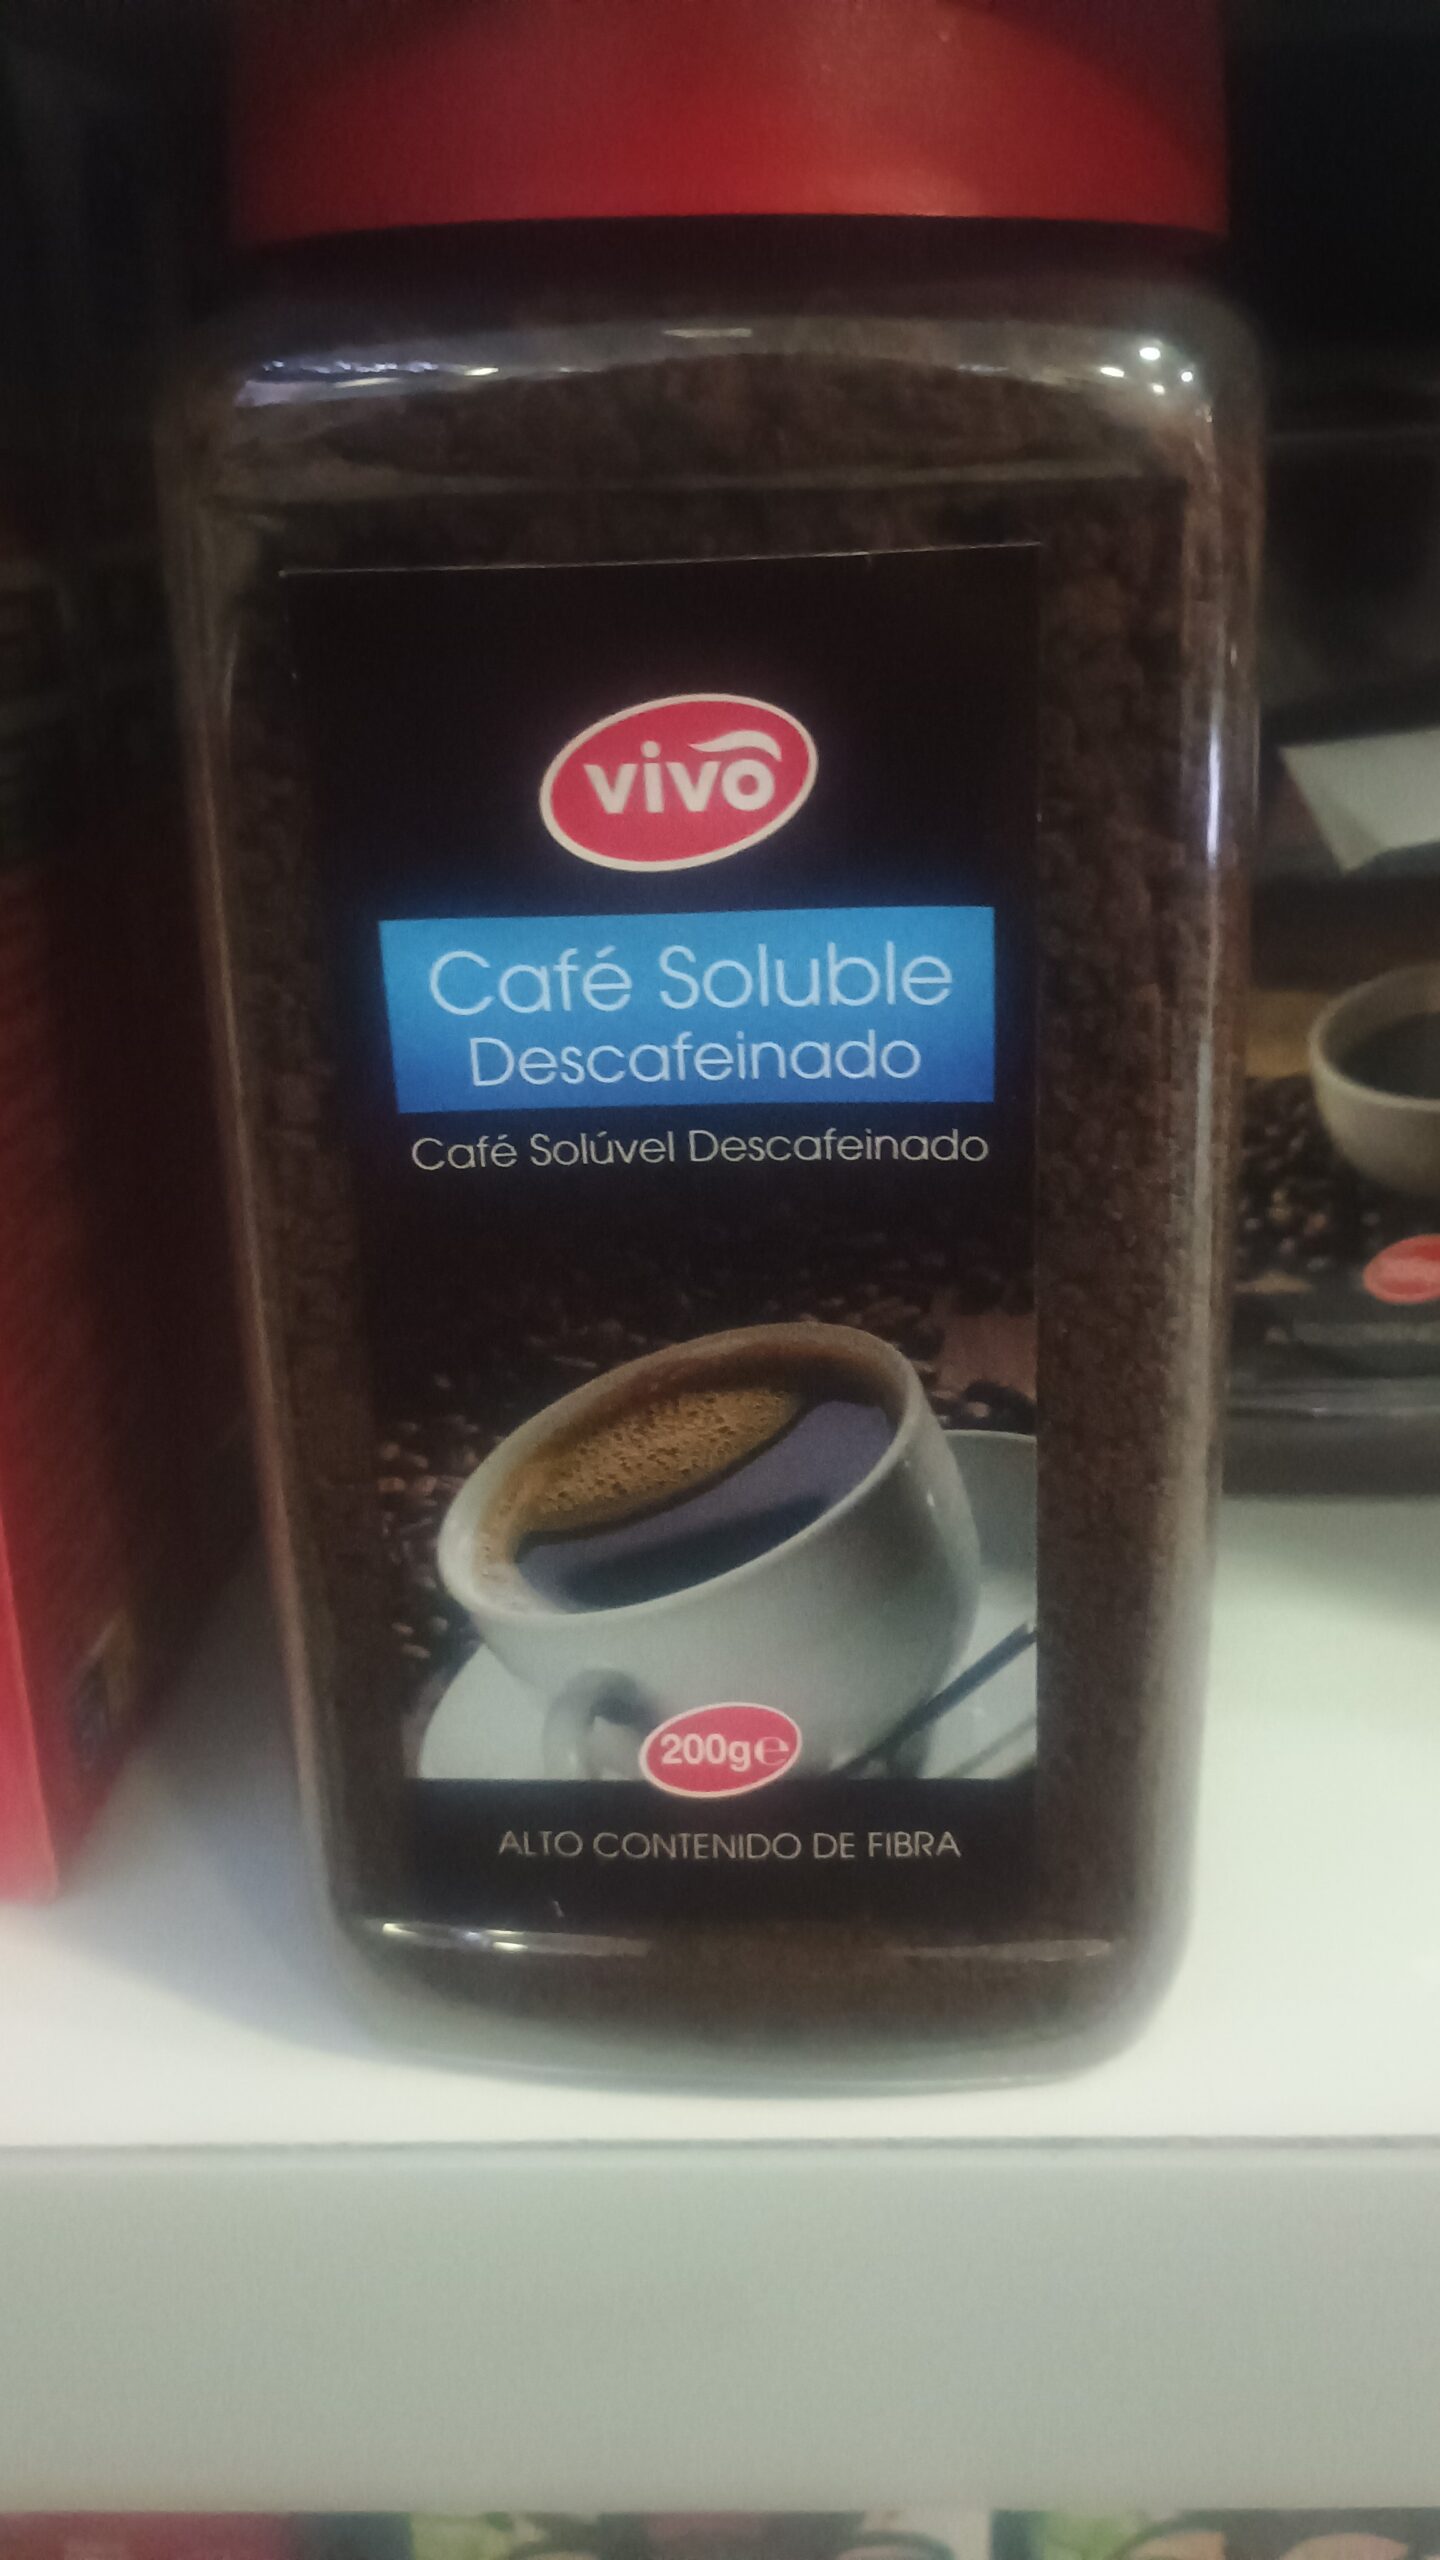 vivo
Café Soluble
Descafeinado
Café Solúvel Descafeinado
200g℮
ALTO CONTENIDO DE FIBRA